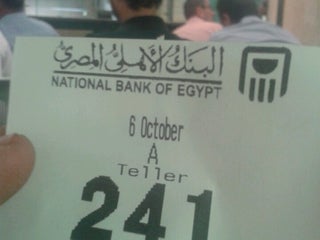 البنك الأهلي المصري
NATIONAL BANK OF EGYPT
6 October
A
Teller
241